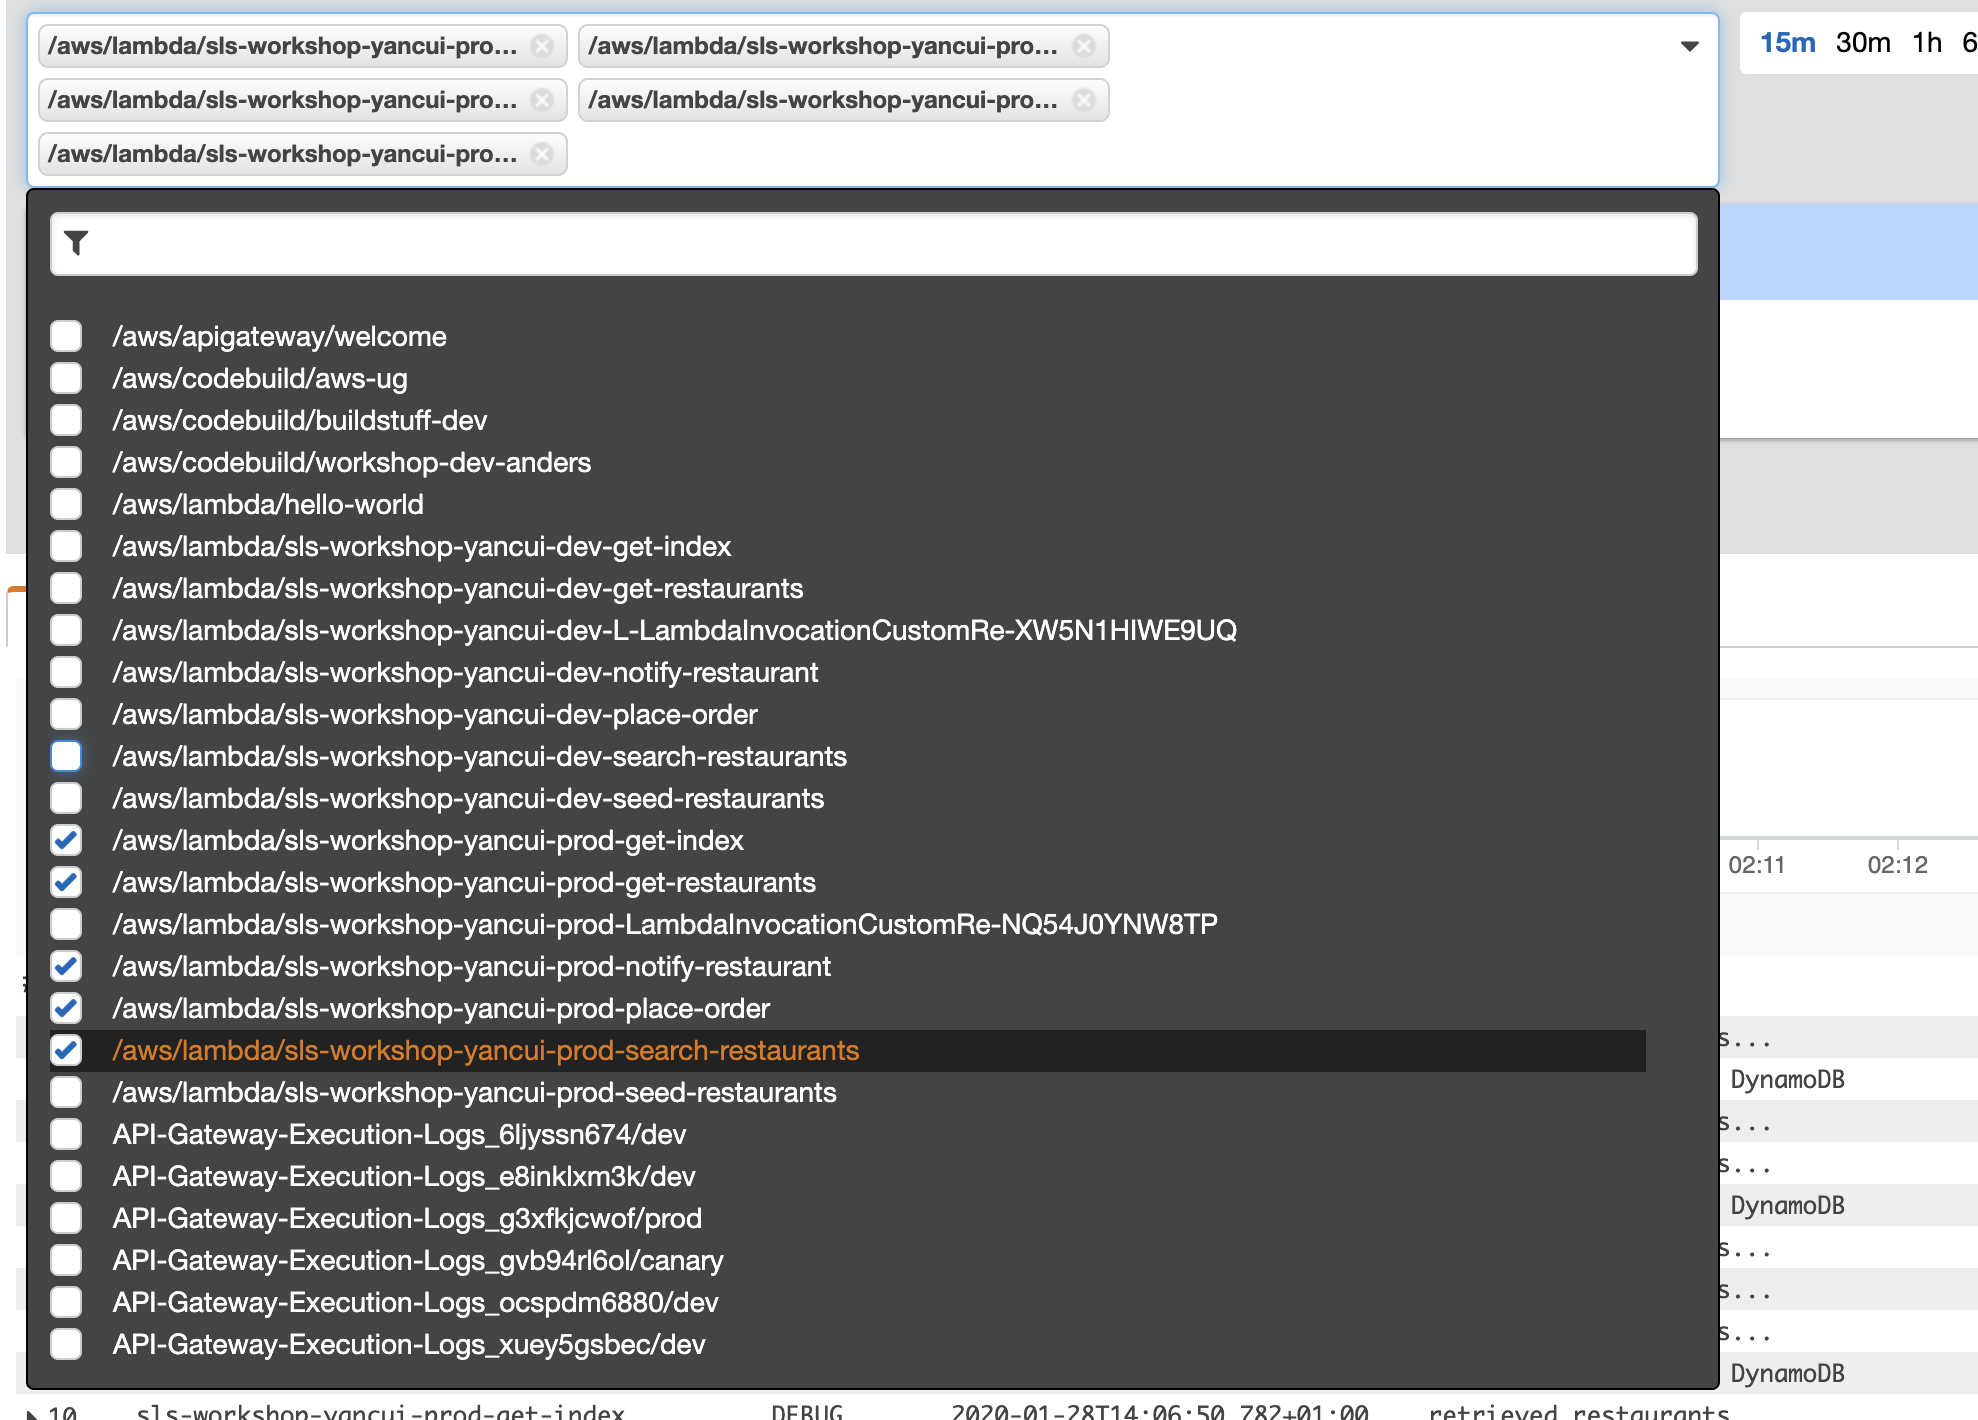 /aws/lambda/sls-workshop-yancui-pro... /aws/lambda/sls-workshop-yancui-pro...
15m 30m 1h 6
/aws/lambda/sls-workshop-yancui-pro... /aws/lambda/sls-workshop-yancui-pro...
/aws/lambda/sls-workshop-yancui-pro...
/aws/apigateway/welcome
/aws/codebuild/aws-ug
/aws/codebuild/buildstuff-dev
/aws/codebuild/workshop-dev-anders
/aws/lambda/hello-world
/aws/lambda/sls-workshop-yancui-dev-get-index
/aws/lambda/sls-workshop-yancui-dev-get-restaurants
/aws/lambda/sls-workshop-yancui-dev-L-LambdaInvocationCustomRe-XW5N1HIWE9UQ
/aws/lambda/sls-workshop-yancui-dev-notify-restaurant
/aws/lambda/sls-workshop-yancui-dev-place-order
/aws/lambda/sls-workshop-yancui-dev-search-restaurants
/aws/lambda/sls-workshop-yancui-dev-seed-restaurants
/aws/lambda/sls-workshop-yancui-prod-get-index
02:11 02:12
/aws/lambda/sls-workshop-yancui-prod-get-restaurants
/aws/lambda/sls-workshop-yancui-prod-LambdaInvocationCustomRe-NQ54J0YNW8TP
/aws/lambda/sls-workshop-yancui-prod-notify-restaurant
/aws/lambda/sls-workshop-yancui-prod-place-order
s...
/aws/lambda/sls-workshop-yancui-prod-search-restaurants
DynamoDB
/aws/lambda/sls-workshop-yancui-prod-seed-restaurants
s...
API-Gateway-Execution-Logs_6ljyssn674/dev
s...
API-Gateway-Execution-Logs_e8inklxm3k/dev
DynamoDB
API-Gateway-Execution-Logs_g3xfkjcwof/prod
s...
API-Gateway-Execution-Logs_gvb94rl6ol/canary
s...
API-Gateway-Execution-Logs_ocspdm6880/dev
s...
API-Gateway-Execution-Logs_xuey5gsbec/dev
DynamoDB
10 sls-workshop-yancui-prod-get-index DEBUG 2020-01-28T14:06:50.782+01:00 retrieved restaurants